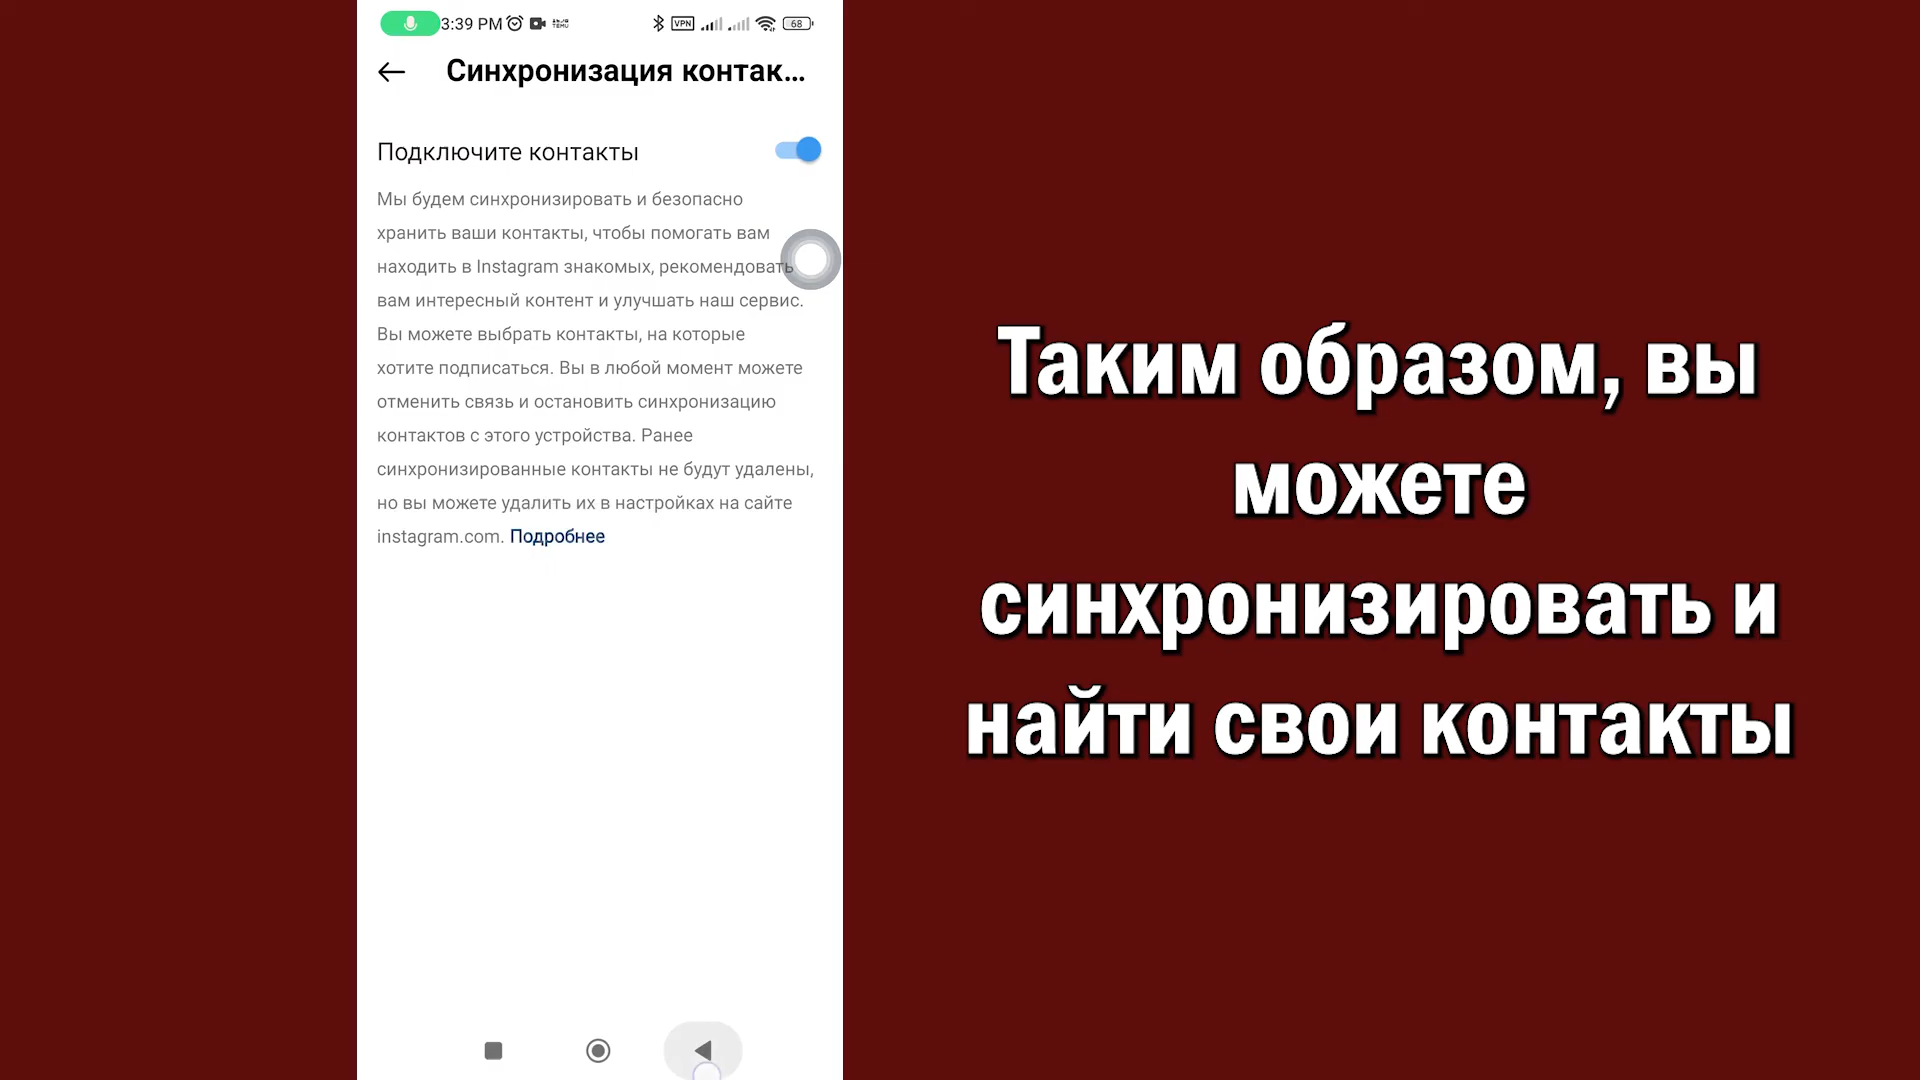 3:39 PM
VPN
68
Синхронизация контак...
Подключите контакты
Мы будем синхронизировать и безопасно
хранить ваши контакты, чтобы помогать вам
находить в Instagram знакомых, рекомендовать
вам интересный контент и улучшать наш сервис.
Вы можете выбрать контакты, на которые
хотите подписаться. Вы в любой момент можете
отменить связь и остановить синхронизацию
контактов с этого устройства. Ранее
синхронизированные контакты не будут удалены,
но вы можете удалить их в настройках на сайте
instagram.com. Подробнее
Таким образом, вы
можете
синхронизировать и
найти свои контакты